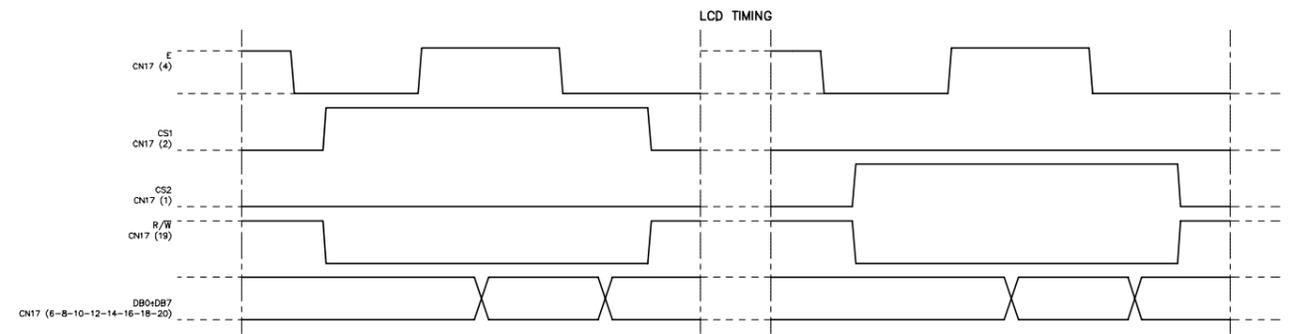 LCD TIMING
E
CN17 (4)
CS1
CN17 (2)
CS2
CN17 (1)
R/W̅
CN17 (19)
DB0÷DB7
CN17 (6-8-10-12-14-16-18-20)